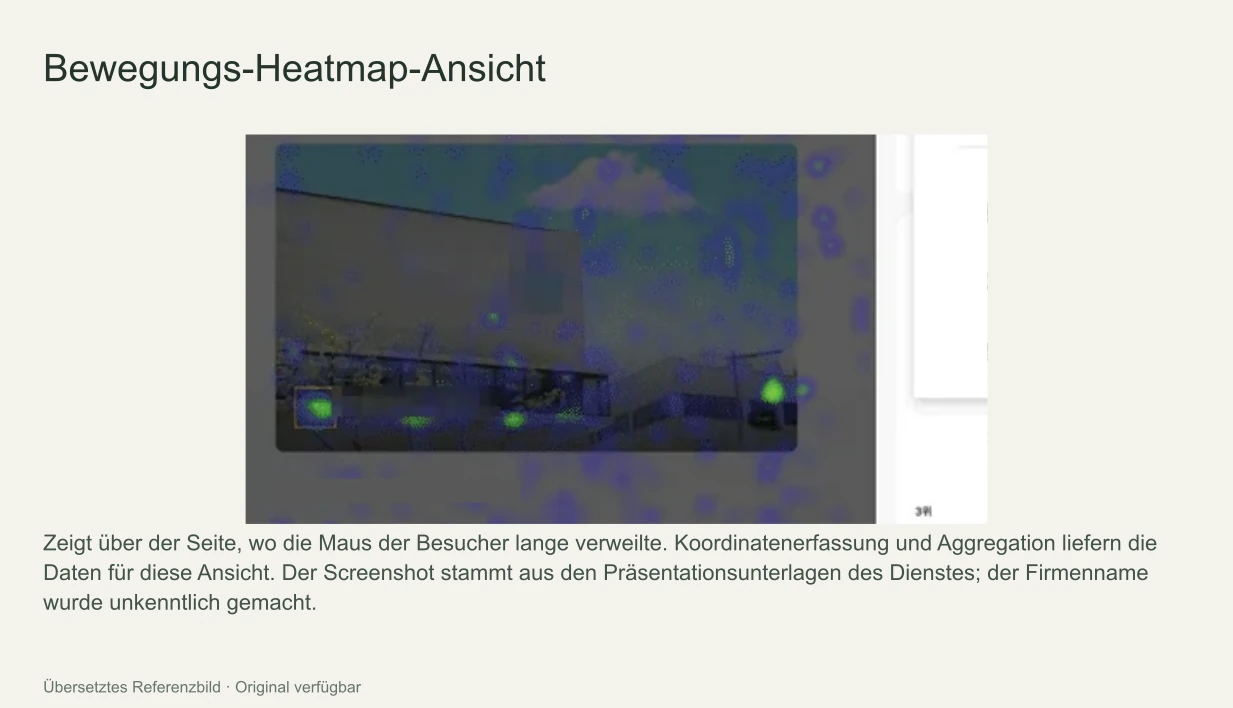 Bewegungs-Heatmap-Ansicht
3위
Zeigt über der Seite, wo die Maus der Besucher lange verweilte. Koordinatenerfassung und Aggregation liefern die
Daten für diese Ansicht. Der Screenshot stammt aus den Präsentationsunterlagen des Dienstes; der Firmenname
wurde unkenntlich gemacht.
Übersetztes Referenzbild · Original verfügbar